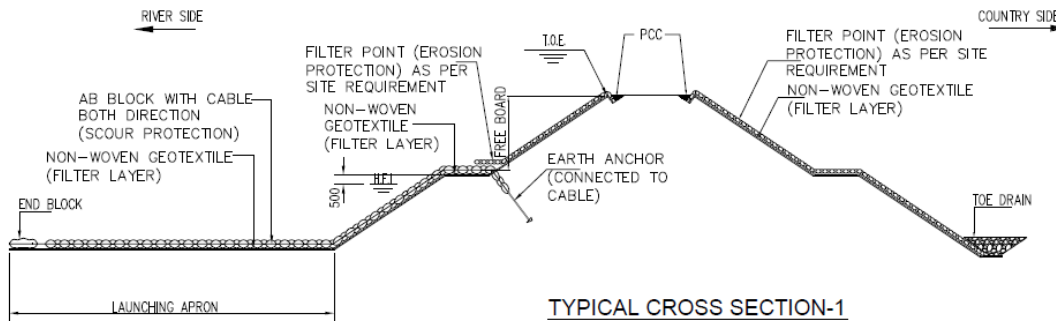 RIVER SIDE
COUNTRY SIDE
T.O.E.
PCC
FILTER POINT (EROSION
PROTECTION) AS PER
SITE REQUIREMENT
FILTER POINT (EROSION
PROTECTION) AS PER
SITE REQUIREMENT
NON-WOVEN GEOTEXTILE
(FILTER LAYER)
AB BLOCK WITH CABLE
BOTH DIRECTION
(SCOUR PROTECTION)
NON-WOVEN GEOTEXTILE
(FILTER LAYER)
NON-WOVEN
GEOTEXTILE
(FILTER LAYER)
FREE BOARD
EARTH ANCHOR
(CONNECTED TO
CABLE)
500
H.F.L
END BLOCK
TOE DRAIN
LAUNCHING APRON
TYPICAL CROSS SECTION-1